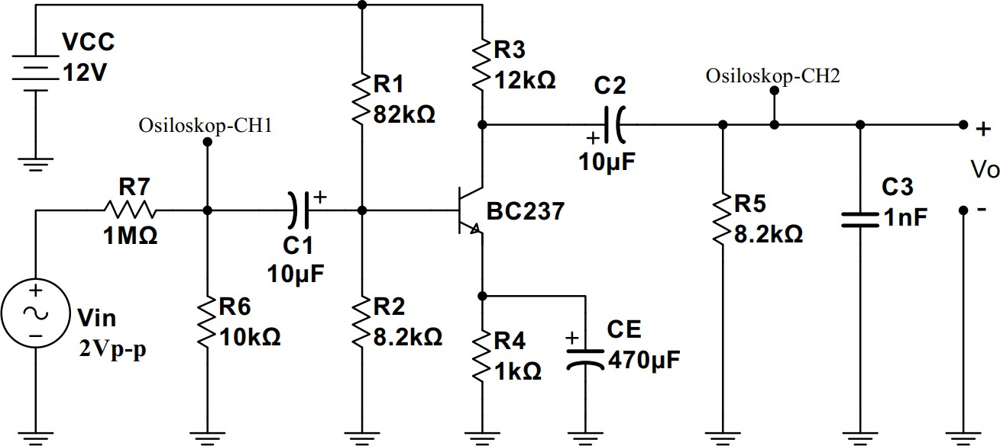 VCC
12V
R3
12kΩ
R1
82kΩ
C2
+
10µF
Osiloskop-CH2
Osiloskop-CH1
R7
1MΩ
+
C1
10µF
BC237
R5
8.2kΩ
C3
1nF
+
Vo
-
+
Vin
2Vp-p
R6
10kΩ
R2
8.2kΩ
R4
1kΩ
+
CE
470µF